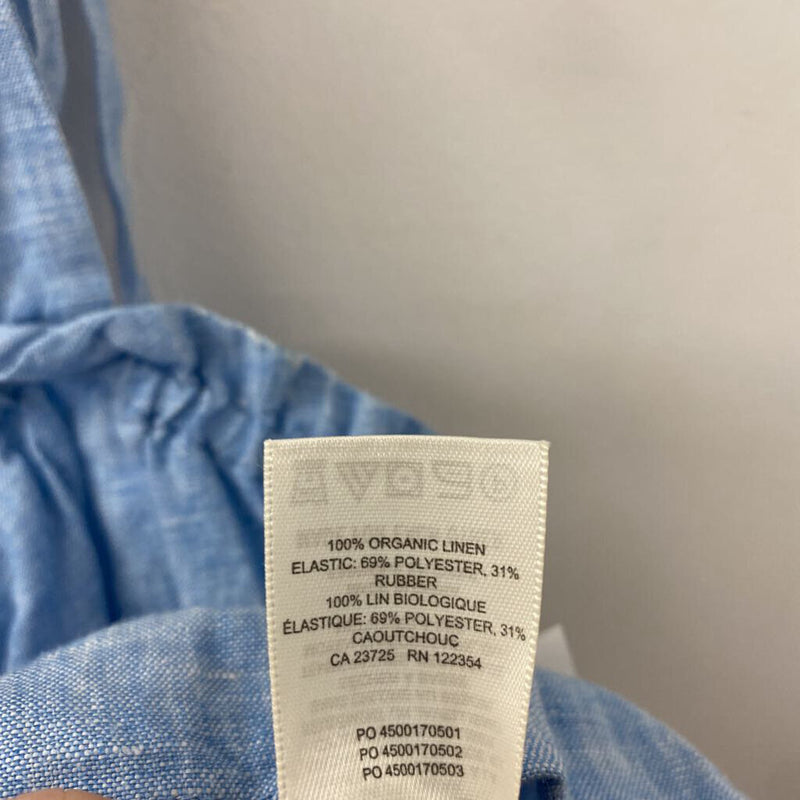 100% ORGANIC LINEN
ELASTIC: 69% POLYESTER, 31%
RUBBER
100% LIN BIOLOGIQUE
ÉLASTIQUE: 69% POLYESTER, 31%
CAOUTCHOUC
CA 23725 RN 122354
PO 4500170501
PO 4500170502
PO 4500170503